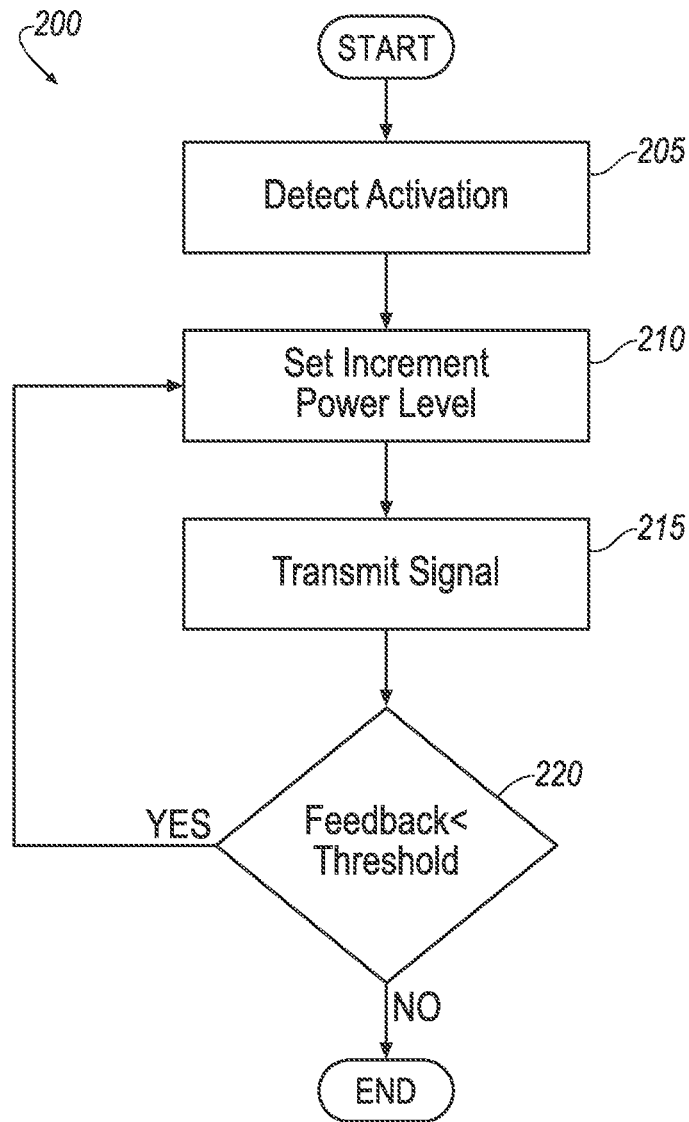 200
START
205
Detect Activation
210
Set Increment
Power Level
215
Transmit Signal
220
YES
Feedback<
Threshold
NO
END